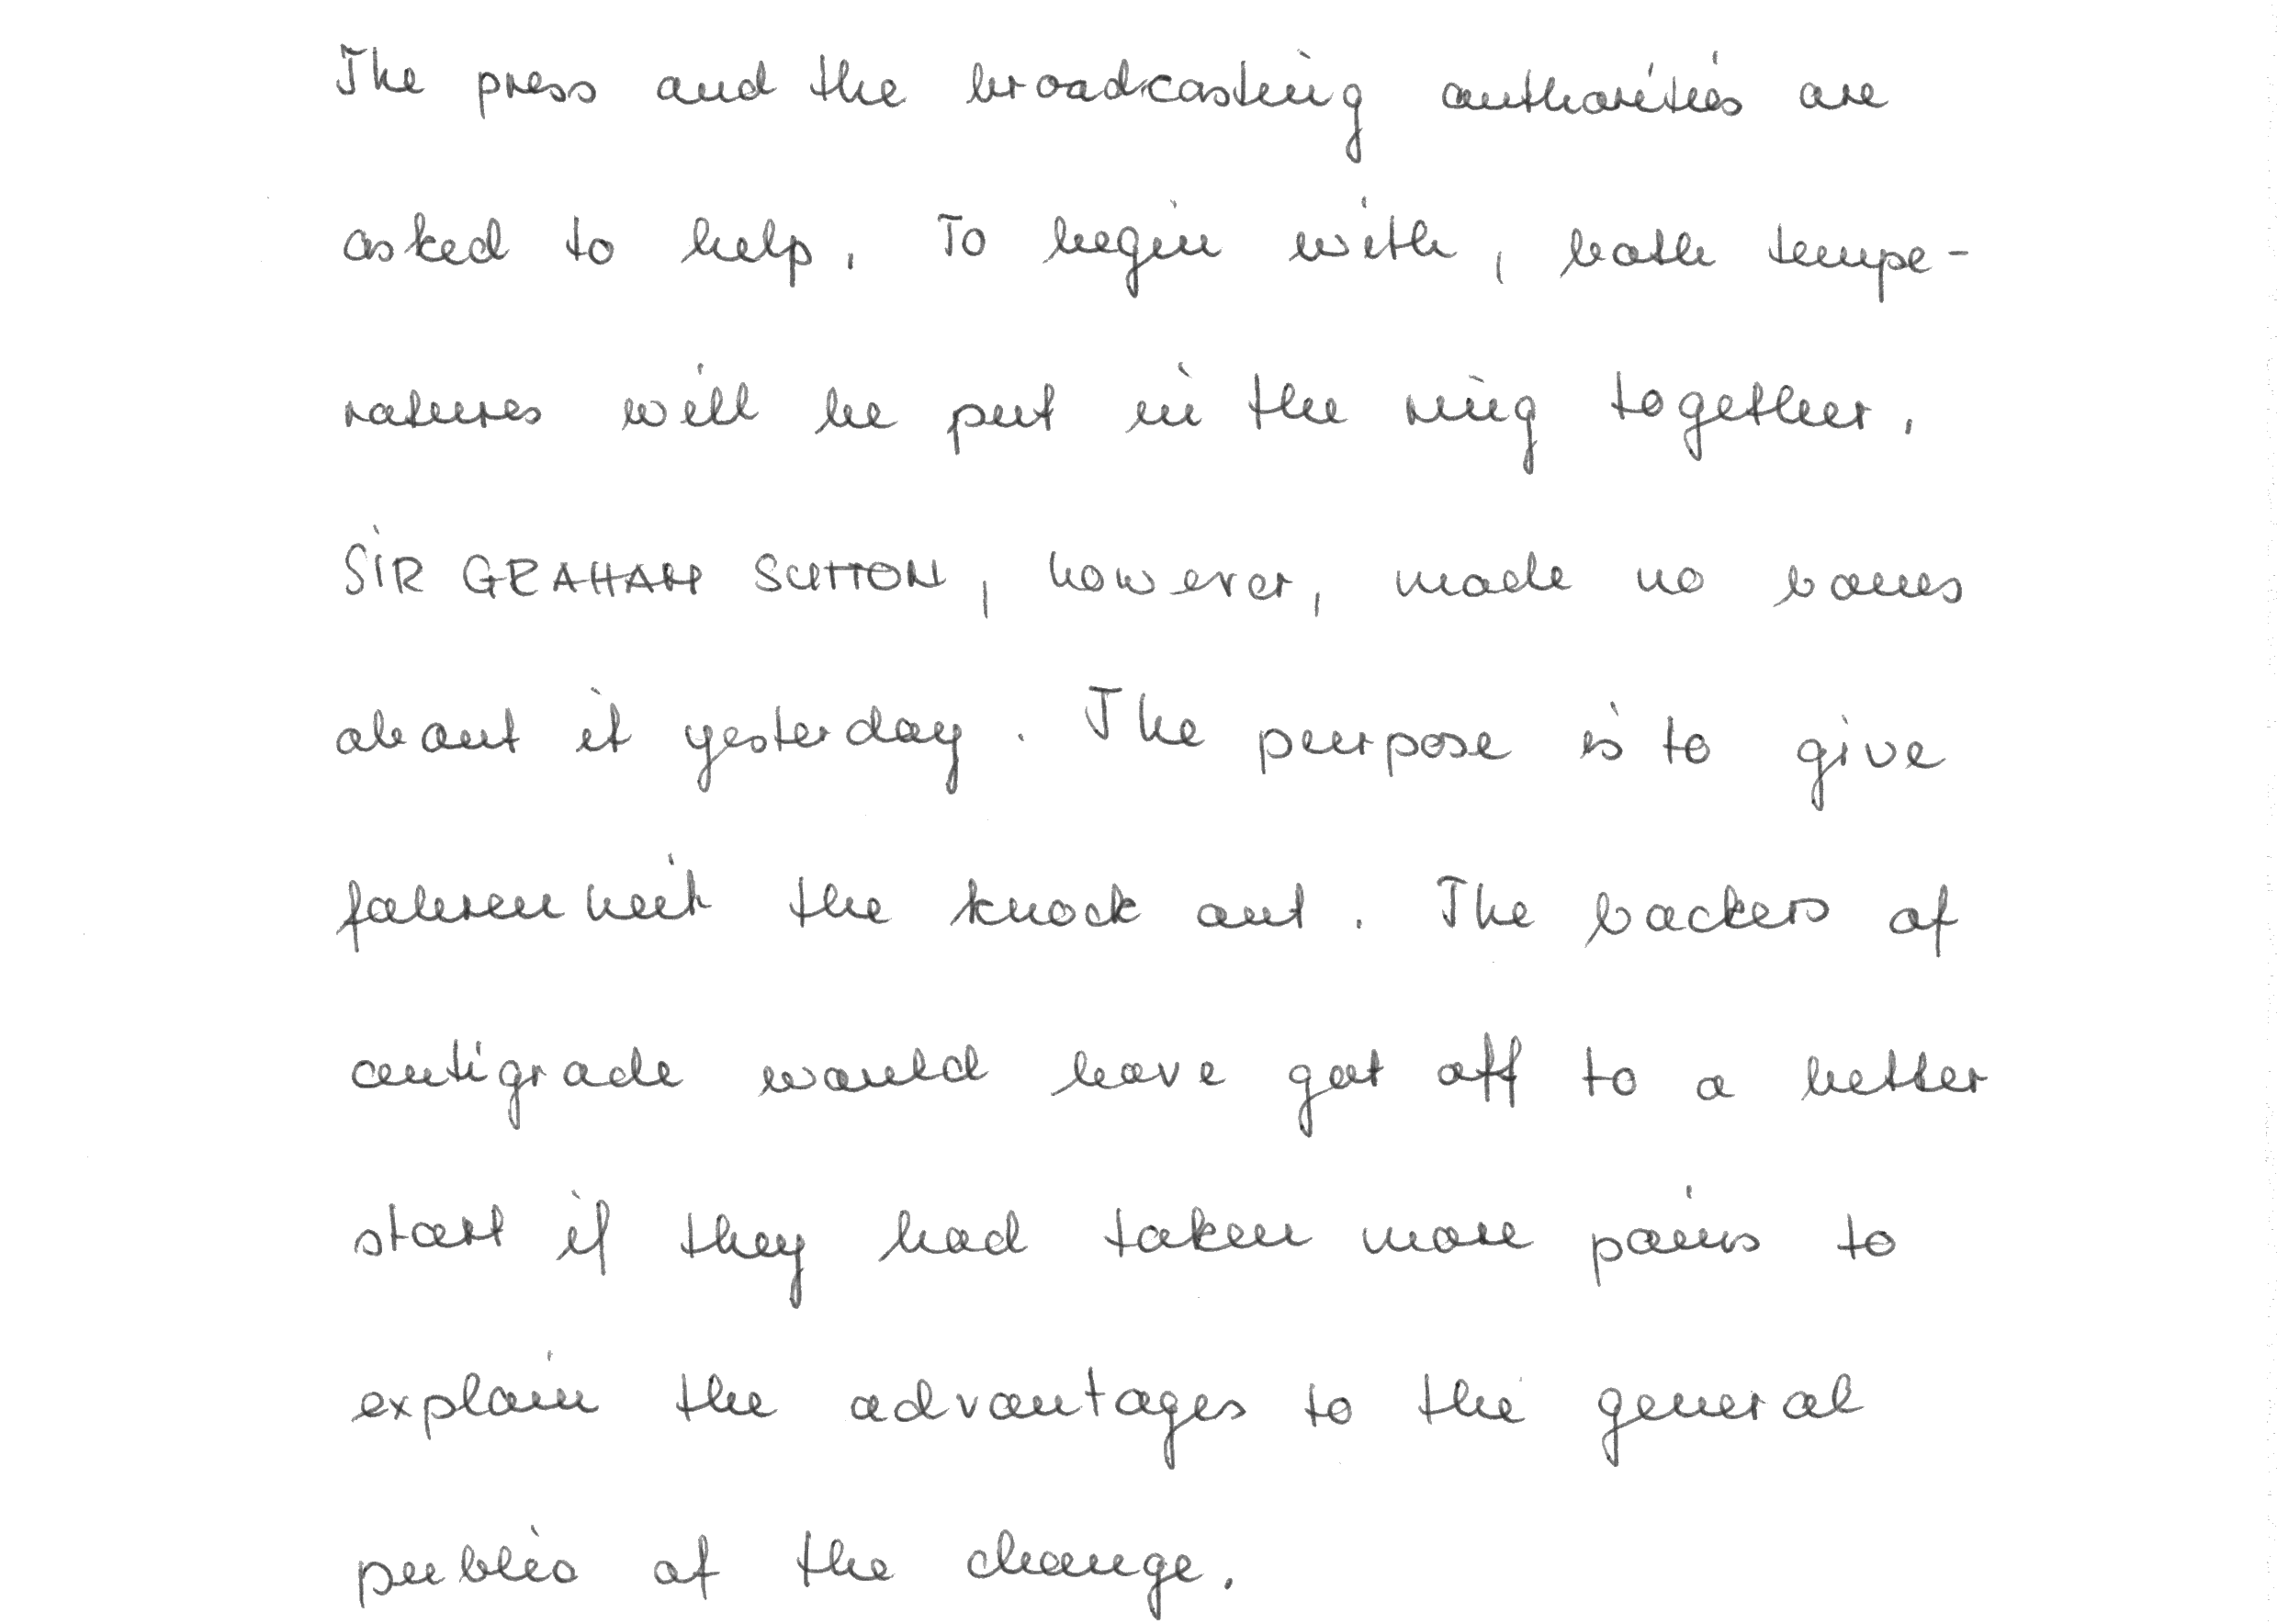 The press and the broadcasting authorities are
asked to help. To begin with, both tempe-
ratures will be put in the ring together.
SIR GRAHAM SUTTON, however, made no bones
about it yesterday. The purpose is to give
fahrenheit the knock out. The backers of
centigrade would have got off to a better
start if they had taken more pains to
explain the advantages to the general
public of the change.